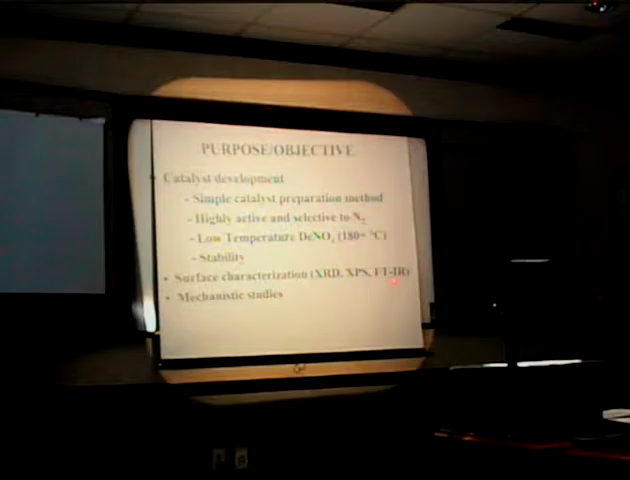 PURPOSE/OBJECTIVE
• Catalyst development
- Simple catalyst preparation method
- Highly active and selective to N₂
- Low Temperature DeNOₓ (180+ °C)
- Stability
• Surface characterization (XRD, XPS, FT-IR)
• Mechanistic studies